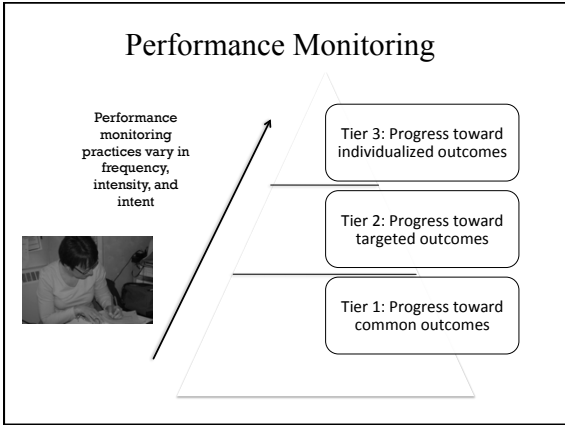 Performance Monitoring
Performance
monitoring
practices vary in
frequency,
intensity, and
intent
Tier 3: Progress toward
individualized outcomes
Tier 2: Progress toward
targeted outcomes
Tier 1: Progress toward
common outcomes